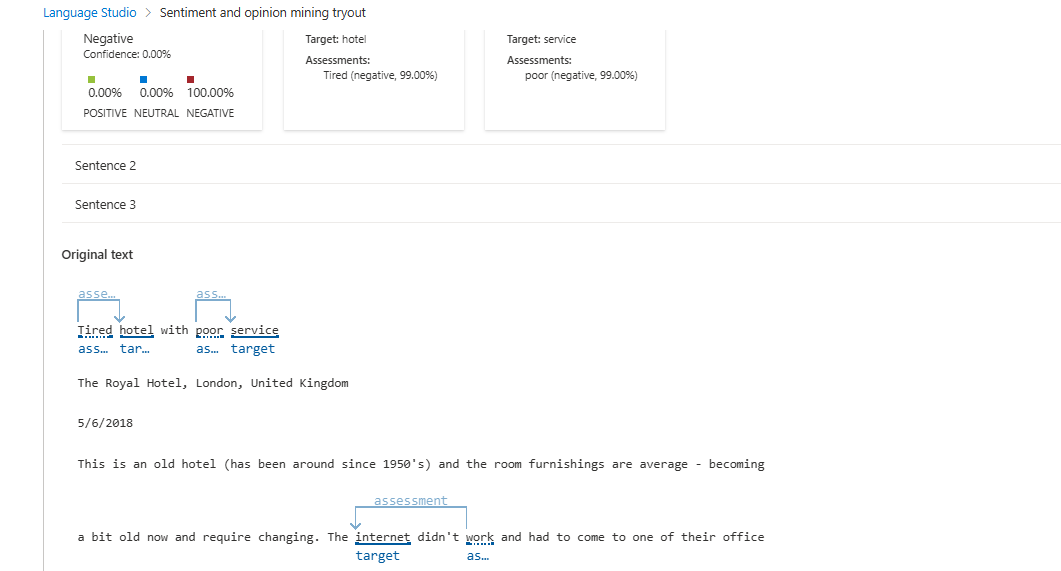 Language Studio > Sentiment and opinion mining tryout
Negative
Confidence: 0.00%
0.00% 0.00% 100.00%
POSITIVE NEUTRAL NEGATIVE
Target: hotel
Assessments:
Tired (negative, 99.00%)
Target: service
Assessments:
poor (negative, 99.00%)
Sentence 2
Sentence 3
Original text
asse... ass...
Tired hotel with poor service
ass... tar... as... target
The Royal Hotel, London, United Kingdom
5/6/2018
This is an old hotel (has been around since 1950's) and the room furnishings are average - becoming
assessment
a bit old now and require changing. The internet didn't work and had to come to one of their office
target as...